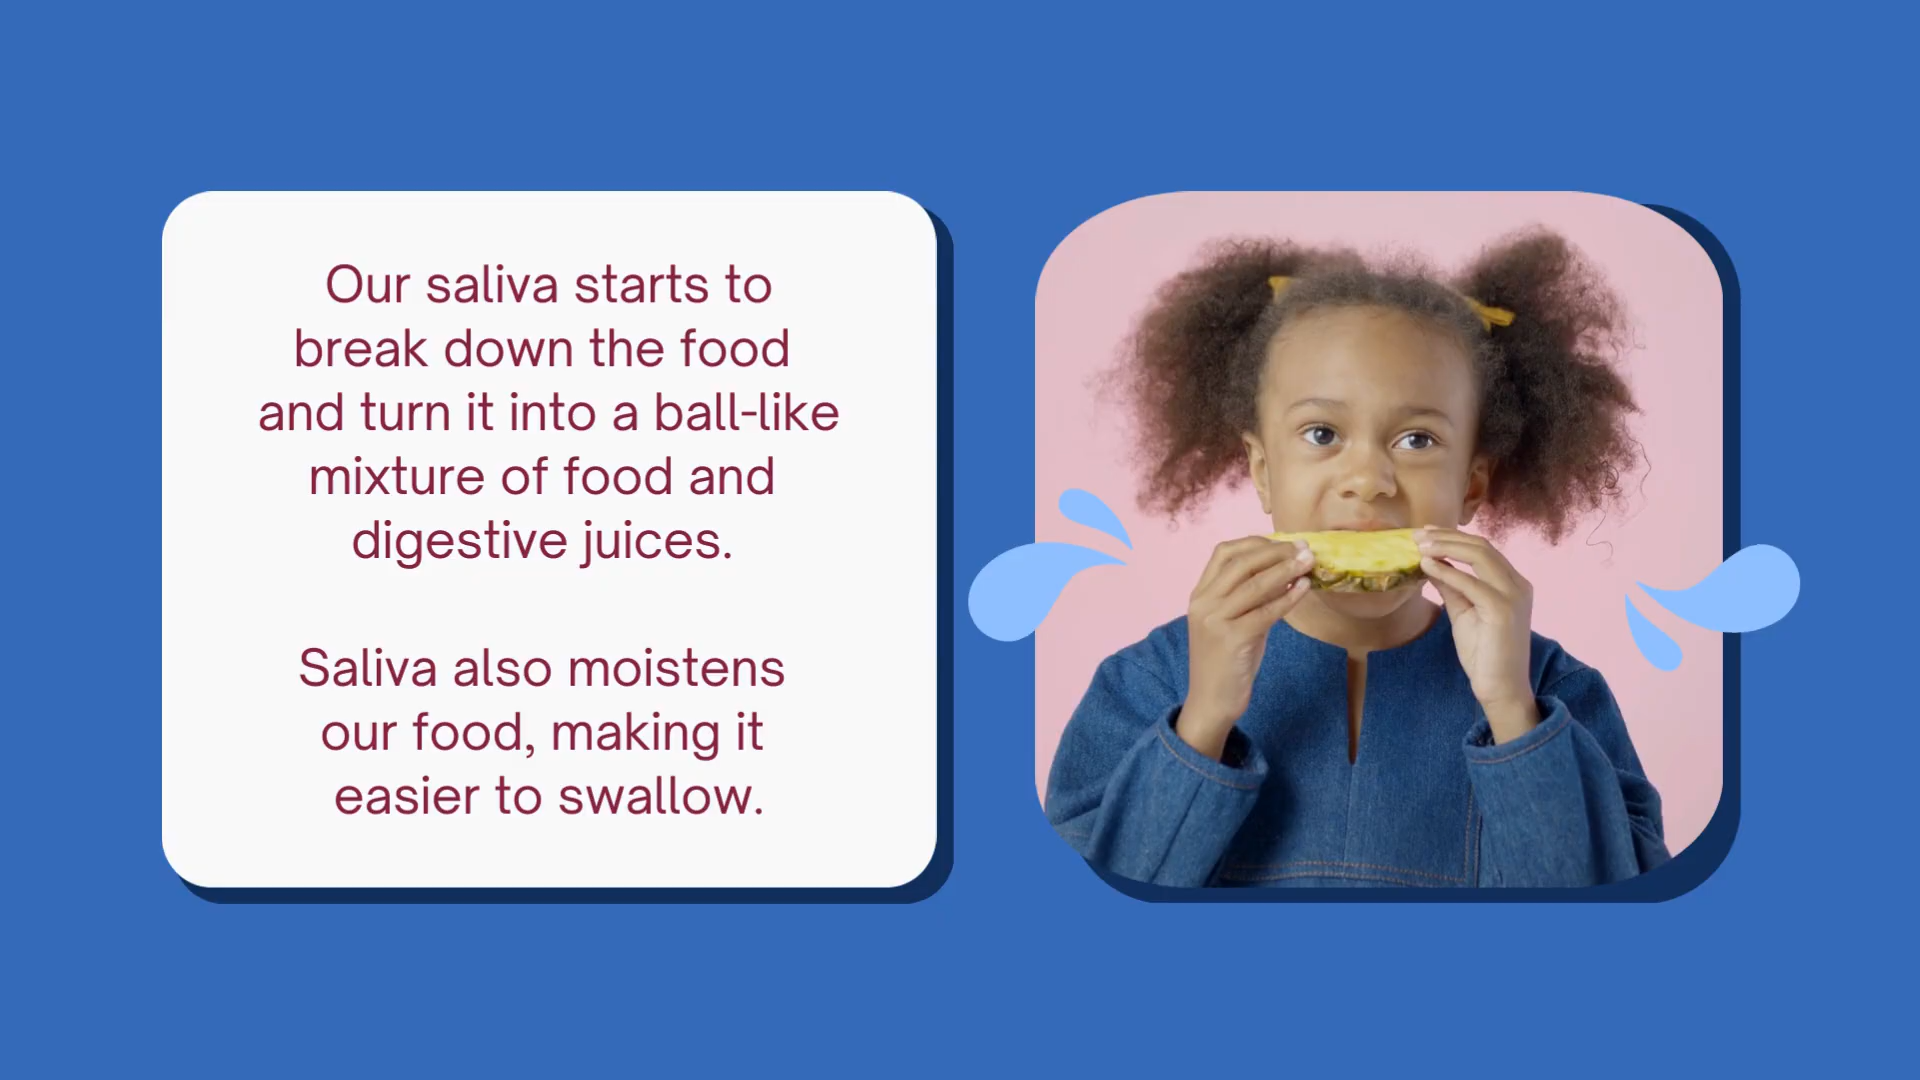 Our saliva starts to
break down the food
and turn it into a ball-like
mixture of food and
digestive juices.
Saliva also moistens
our food, making it
easier to swallow.